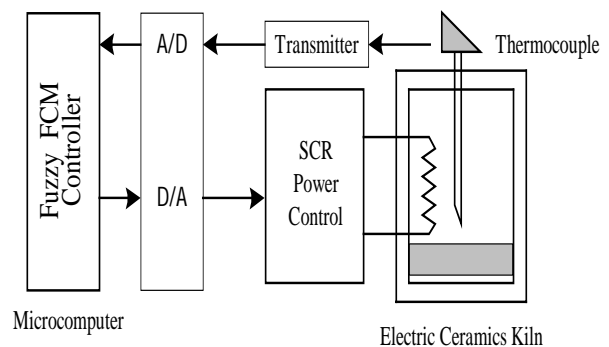 A/D
Transmitter
Thermocouple
Fuzzy FCM
Controller
SCR
Power
Control
D/A
Microcomputer
Electric Ceramics Kiln